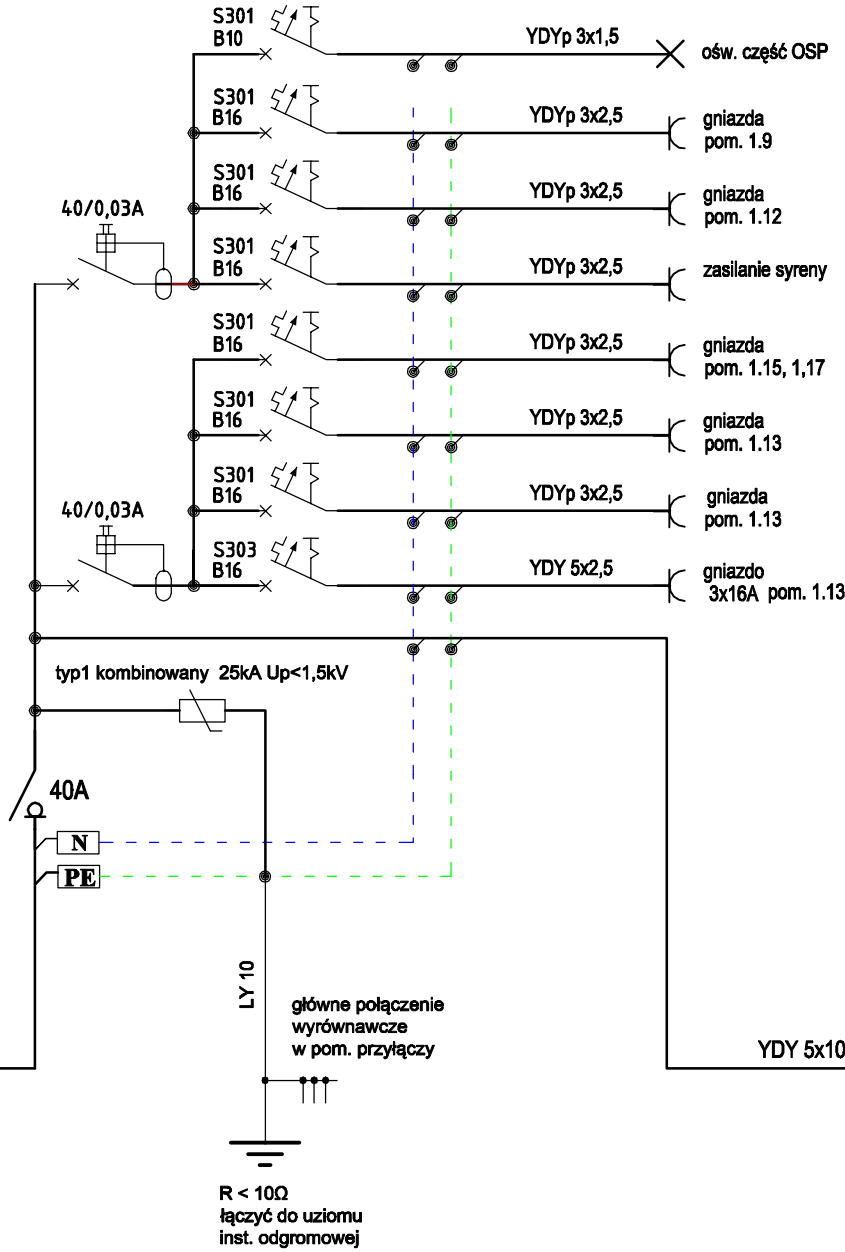 S301
B10
YDYp 3x1,5
ośw. część OSP
S301
B16
YDYp 3x2,5
gniazda
pom. 1.9
S301
B16
YDYp 3x2,5
gniazda
pom. 1.12
40/0,03A
S301
B16
YDYp 3x2,5
zasilanie syreny
S301
B16
YDYp 3x2,5
gniazda
pom. 1.15, 1,17
S301
B16
YDYp 3x2,5
gniazda
pom. 1.13
S301
B16
YDYp 3x2,5
gniazda
pom. 1.13
40/0,03A
S303
B16
YDY 5x2,5
gniazdo
3x16A pom. 1.13
typ1 kombinowany 25kA Up<1,5kV
40A
N
PE
LY 10
główne połączenie
wyrównawcze
w pom. przyłączy
YDY 5x10
R < 10Ω
łączyć do uziomu
inst. odgromowej